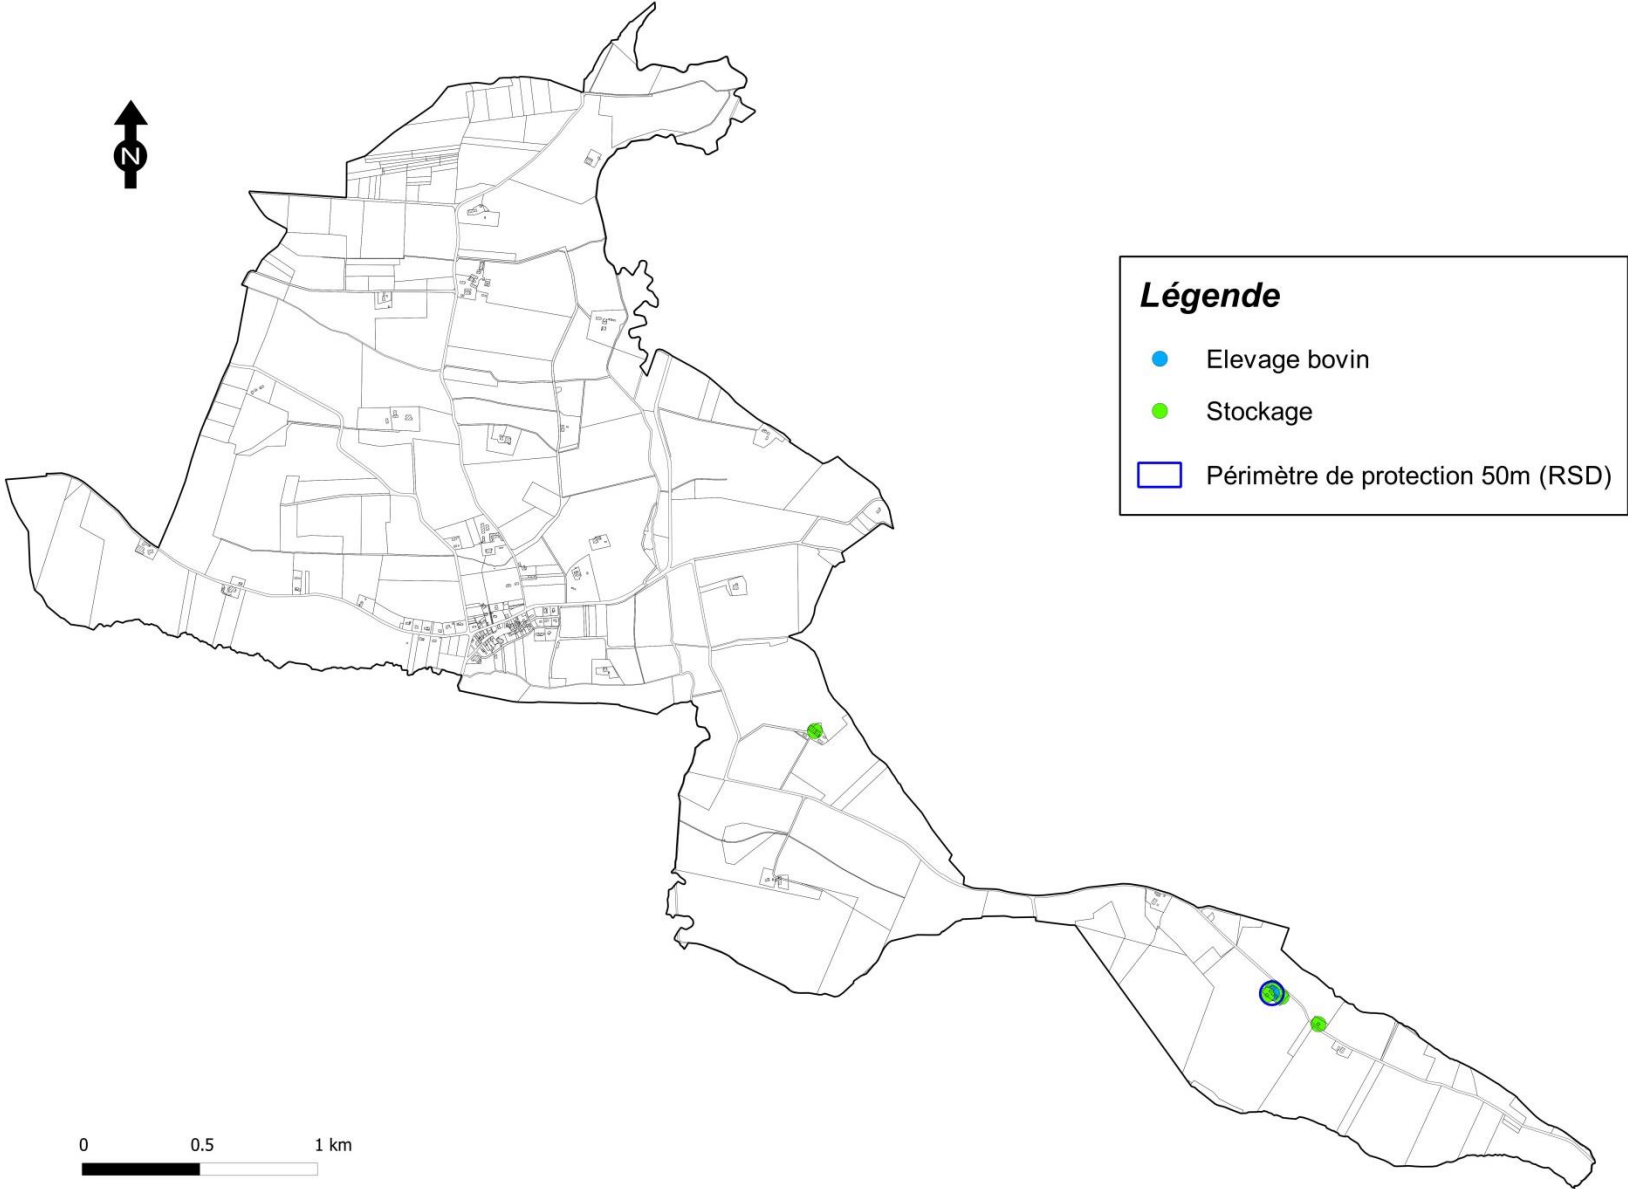 N
Légende
Elevage bovin
Stockage
Périmètre de protection 50m (RSD)
0 0.5 1 km